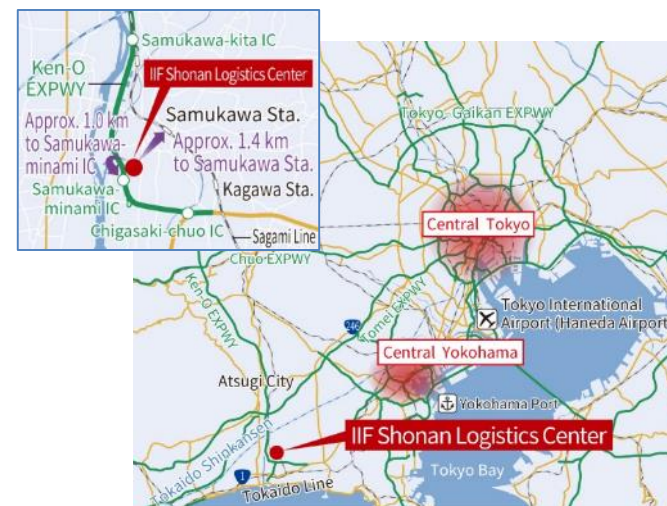 Samukawa-kita IC
Ken-O
EXPWY
IIF Shonan Logistics Center
Samukawa Sta.
Approx. 1.0 km
to Samukawa-
minami IC
Approx. 1.4 km
to Samukawa Sta.
Samukawa-
minami IC
Kagawa Sta.
Chigasaki-chuo IC
Sagami Line
Tokyo-Gaikan EXPWY
Central Tokyo
Chuo EXPWY
Ken-O EXPWY
Tomei EXPWY
246
Tokyo International
Airport (Haneda Airport
Central Yokohama
Atsugi City
Yokohama Port
IIF Shonan Logistics Center
Tokaido Shinkansen
1
Tokaido Line
Tokyo Bay